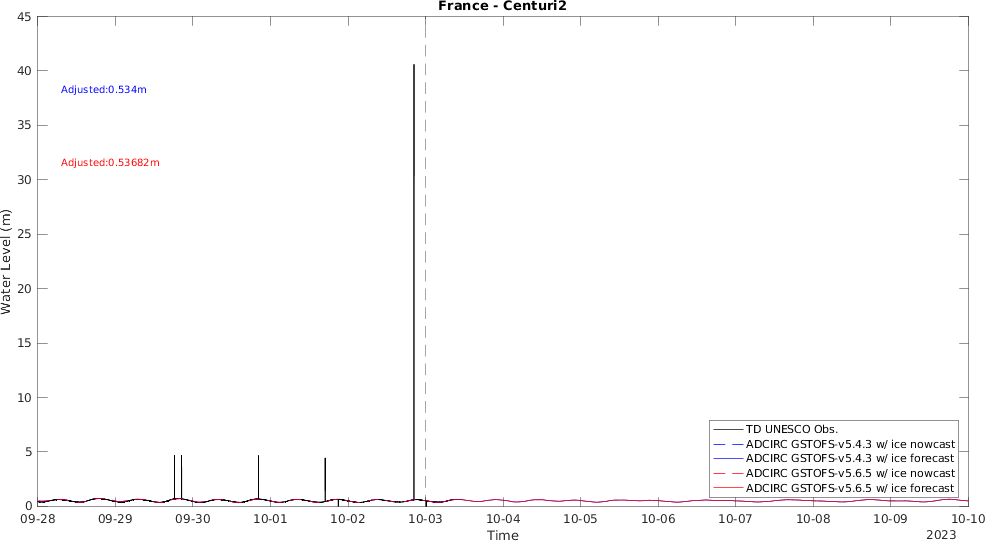 France - Centuri2
45
40
35
30
25
20
15
10
5
0
Water Level (m)
Adjusted:0.534m
Adjusted:0.53682m
TD UNESCO Obs.
ADCIRC GSTOFS-v5.4.3 w/ ice nowcast
ADCIRC GSTOFS-v5.4.3 w/ ice forecast
ADCIRC GSTOFS-v5.6.5 w/ ice nowcast
ADCIRC GSTOFS-v5.6.5 w/ ice forecast
09-28 09-29 09-30 10-01 10-02 10-03 10-04 10-05 10-06 10-07 10-08 10-09 10-10
Time
2023